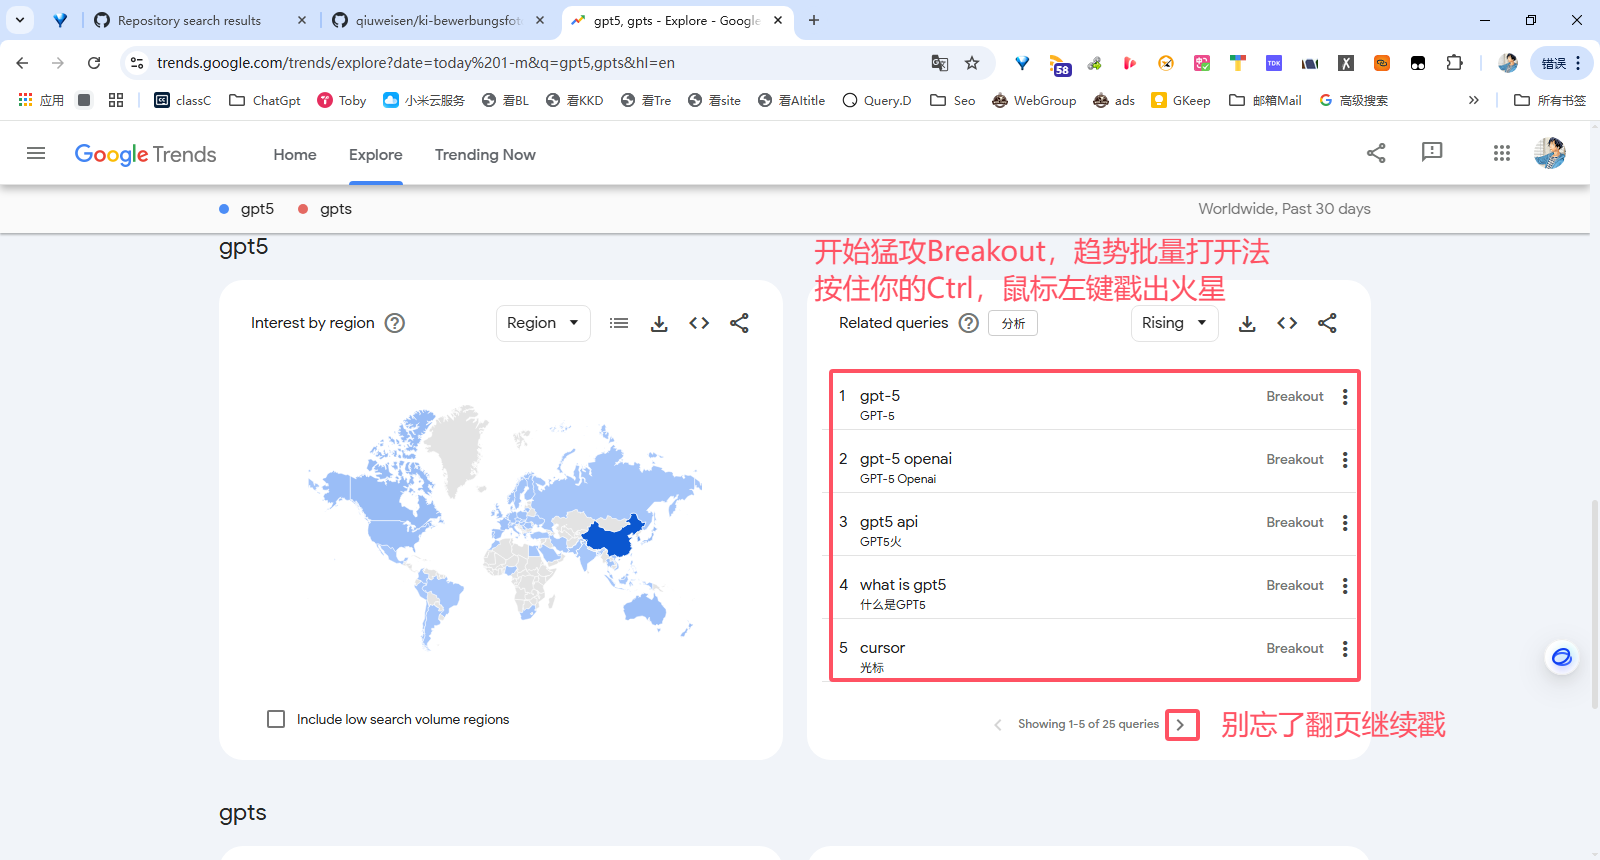 Repository search results
qiuweisen/ki-bewerbungsfot
gpt5, gpts - Explore - Google
trends.google.com/trends/explore?date=today%201-m&q=gpt5,gpts&hl=en
58
TDK
错误
应用
classC
ChatGpt
Toby
小米云服务
看BL
看KKD
看Tre
看site
看AItitle
Query.D
Seo
WebGroup
ads
GKeep
邮箱Mail
高级搜索
所有书签
Google Trends
Home
Explore
Trending Now
gpt5
gpts
Worldwide, Past 30 days
gpt5
开始猛攻Breakout，趋势批量打开法
按住你的Ctrl，鼠标左键戳出火星
Interest by region
Region
Related queries
分析
Rising
1 gpt-5 Breakout
GPT-5
2 gpt-5 openai Breakout
GPT-5 Openai
3 gpt5 api Breakout
GPT5火
4 what is gpt5 Breakout
什么是GPT5
5 cursor Breakout
光标
Include low search volume regions
Showing 1-5 of 25 queries
别忘了翻页继续戳
gpts